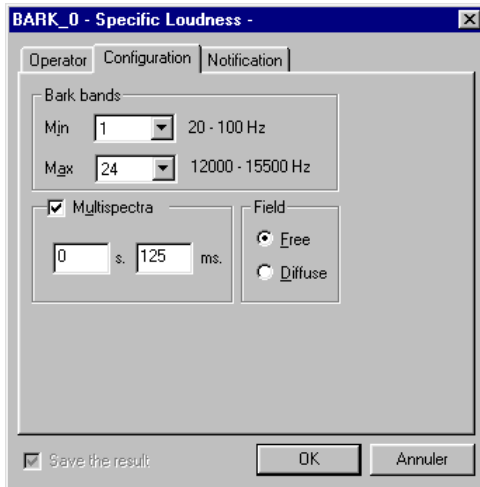 BARK_0 - Specific Loudness -
Operator Configuration Notification
Bark bands
Min 1 20 - 100 Hz
Max 24 12000 - 15500 Hz
Multispectra Field
0 s. 125 ms. Free
Diffuse
Save the result OK Annuler